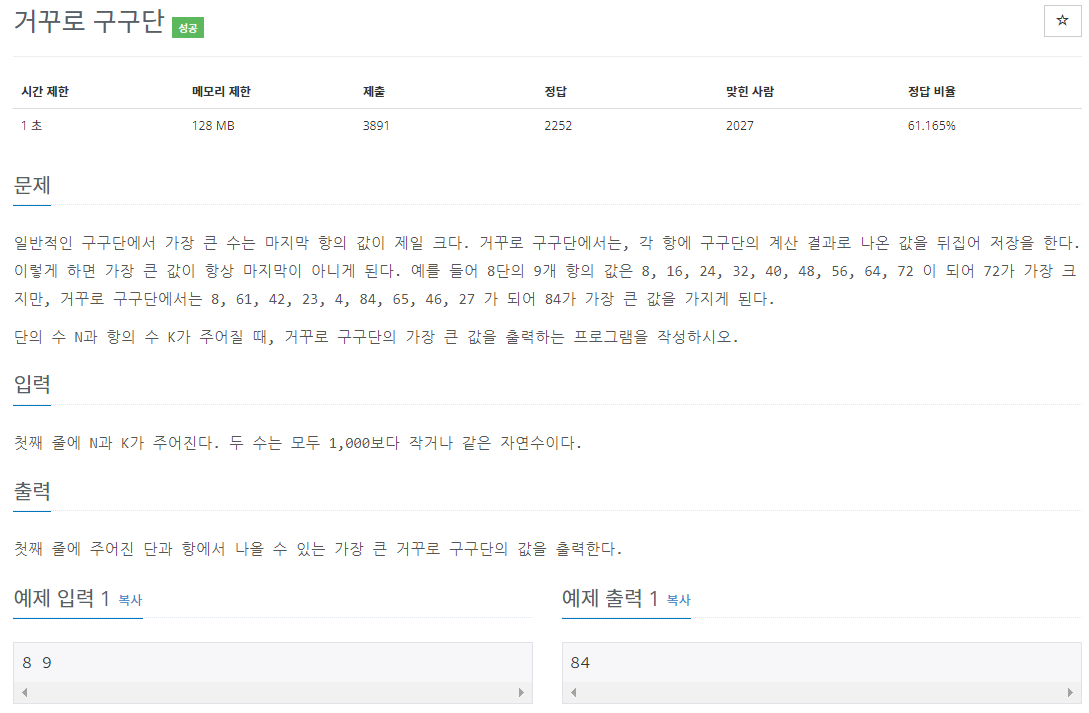 거꾸로 구구단 성공
☆
시간 제한 메모리 제한 제출 정답 맞힌 사람 정답 비율
1 초 128 MB 3891 2252 2027 61.165%
문제
일반적인 구구단에서 가장 큰 수는 마지막 항의 값이 제일 크다. 거꾸로 구구단에서는, 각 항에 구구단의 계산 결과로 나온 값을 뒤집어 저장을 한다.
이렇게 하면 가장 큰 값이 항상 마지막이 아니게 된다. 예를 들어 8단의 9개 항의 값은 8, 16, 24, 32, 40, 48, 56, 64, 72 이 되어 72가 가장 크
지만, 거꾸로 구구단에서는 8, 61, 42, 23, 4, 84, 65, 46, 27 가 되어 84가 가장 큰 값을 가지게 된다.
단의 수 N과 항의 수 K가 주어질 때, 거꾸로 구구단의 가장 큰 값을 출력하는 프로그램을 작성하시오.
입력
첫째 줄에 N과 K가 주어진다. 두 수는 모두 1,000보다 작거나 같은 자연수이다.
출력
첫째 줄에 주어진 단과 항에서 나올 수 있는 가장 큰 거꾸로 구구단의 값을 출력한다.
예제 입력 1 복사
8 9
예제 출력 1 복사
84